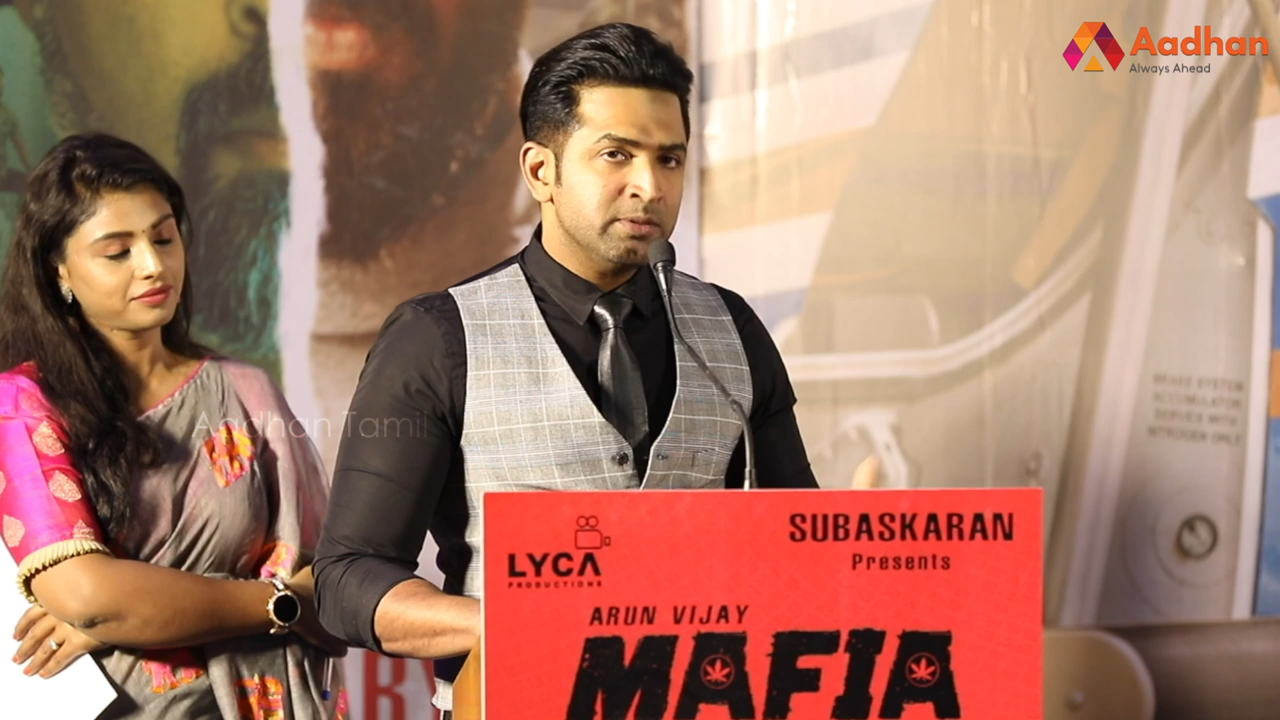 Aadhan
Always Ahead
Aadhan Tamil
BRAKE SYSTEM
ACCUMULATOR
SERVICE WITH
NITROGEN ONLY
SUBASKARAN
Presents
LYCA
PRODUCTIONS
ARUN VIJAY
MAFIA